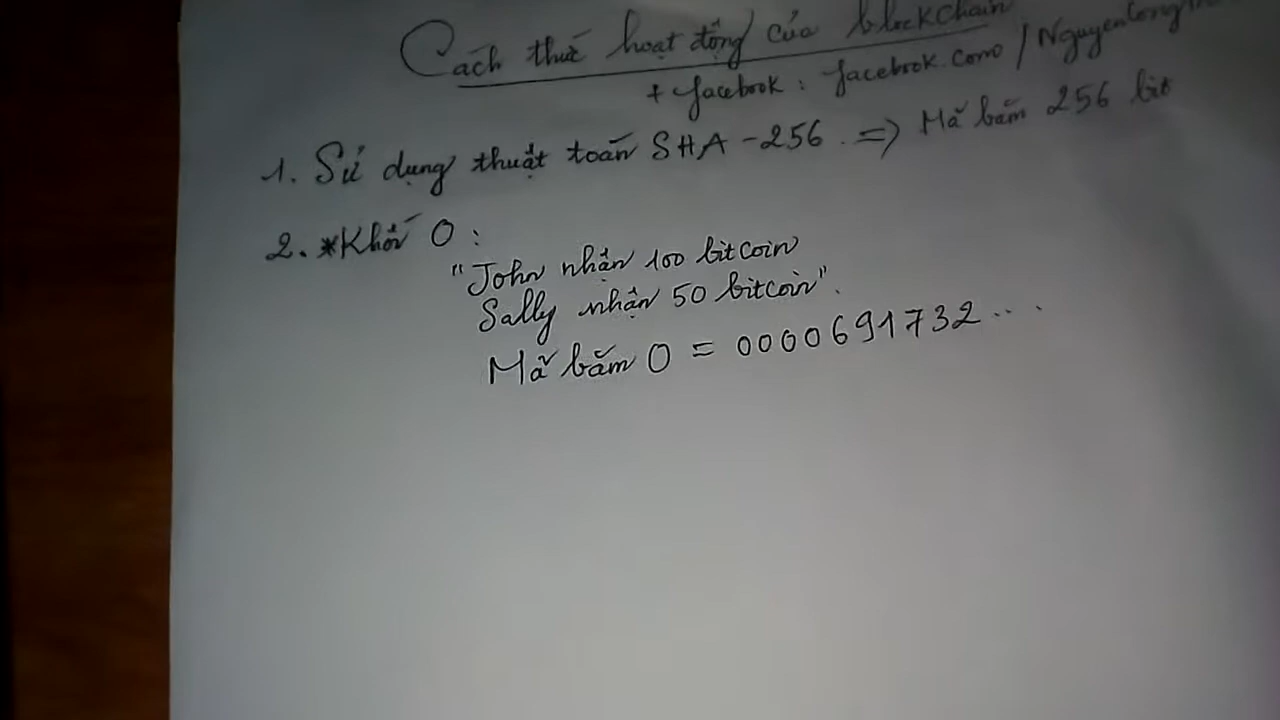 Cách thức hoạt động của blockchain
+ facebook: facebook.com/
1. Sử dụng thuật toán SHA-256. => Mã băm 256 bit
2. *Khối 0:
"John nhận 100 bitcoin
Sally nhận 50 bitcoin".
Mã băm 0 = 0000691732...